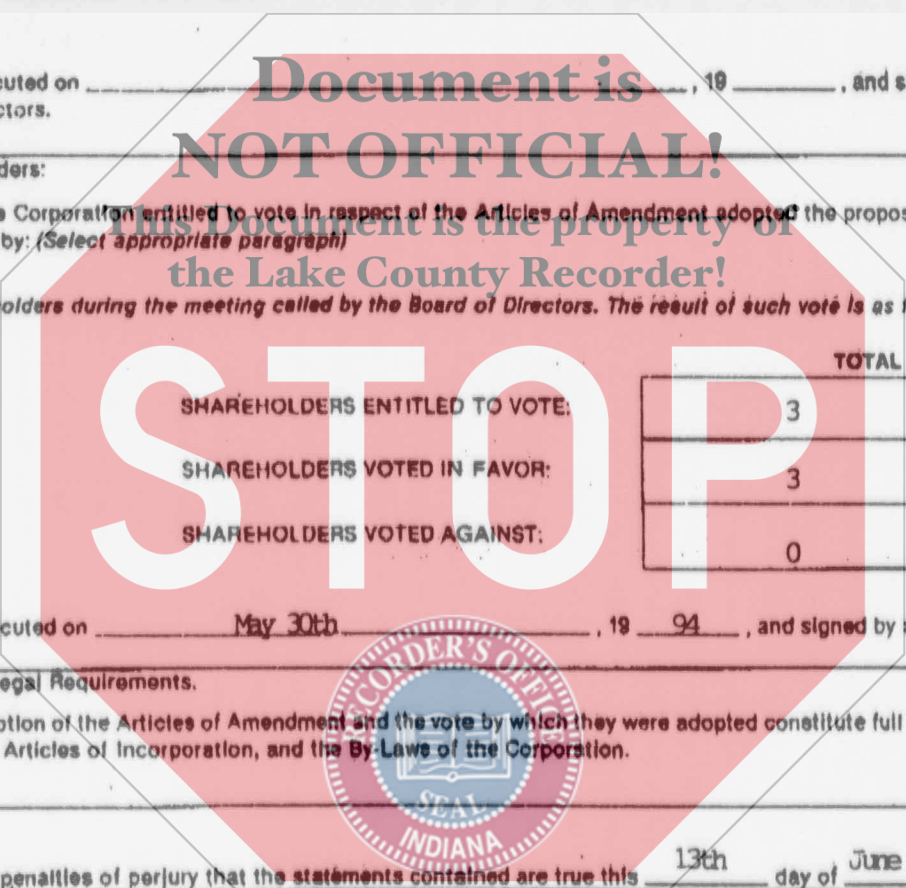 Document is
cuted on , 19 , and s
ctors.
NOT OFFICIAL!
ders:
e Corporation entitled to vote in respect of the Articles of Amendment adopted the propos
This Document is the property of
by: (Select appropriate paragraph)
the Lake County Recorder!
olders during the meeting called by the Board of Directors. The result of such vote is as f
TOTAL
SHAREHOLDERS ENTITLED TO VOTE: 3
SHAREHOLDERS VOTED IN FAVOR: 3
STOP
SHAREHOLDERS VOTED AGAINST: 0
cuted on May 30th , 19 94 , and signed by
RECORDER'S OFFICE
egal Requirements.
ption of the Articles of Amendment and the vote by which they were adopted constitute full
Articles of Incorporation, and the By-Laws of the Corporation.
SEAL
INDIANA
penalties of perjury that the statements contained are true this 13th day of June